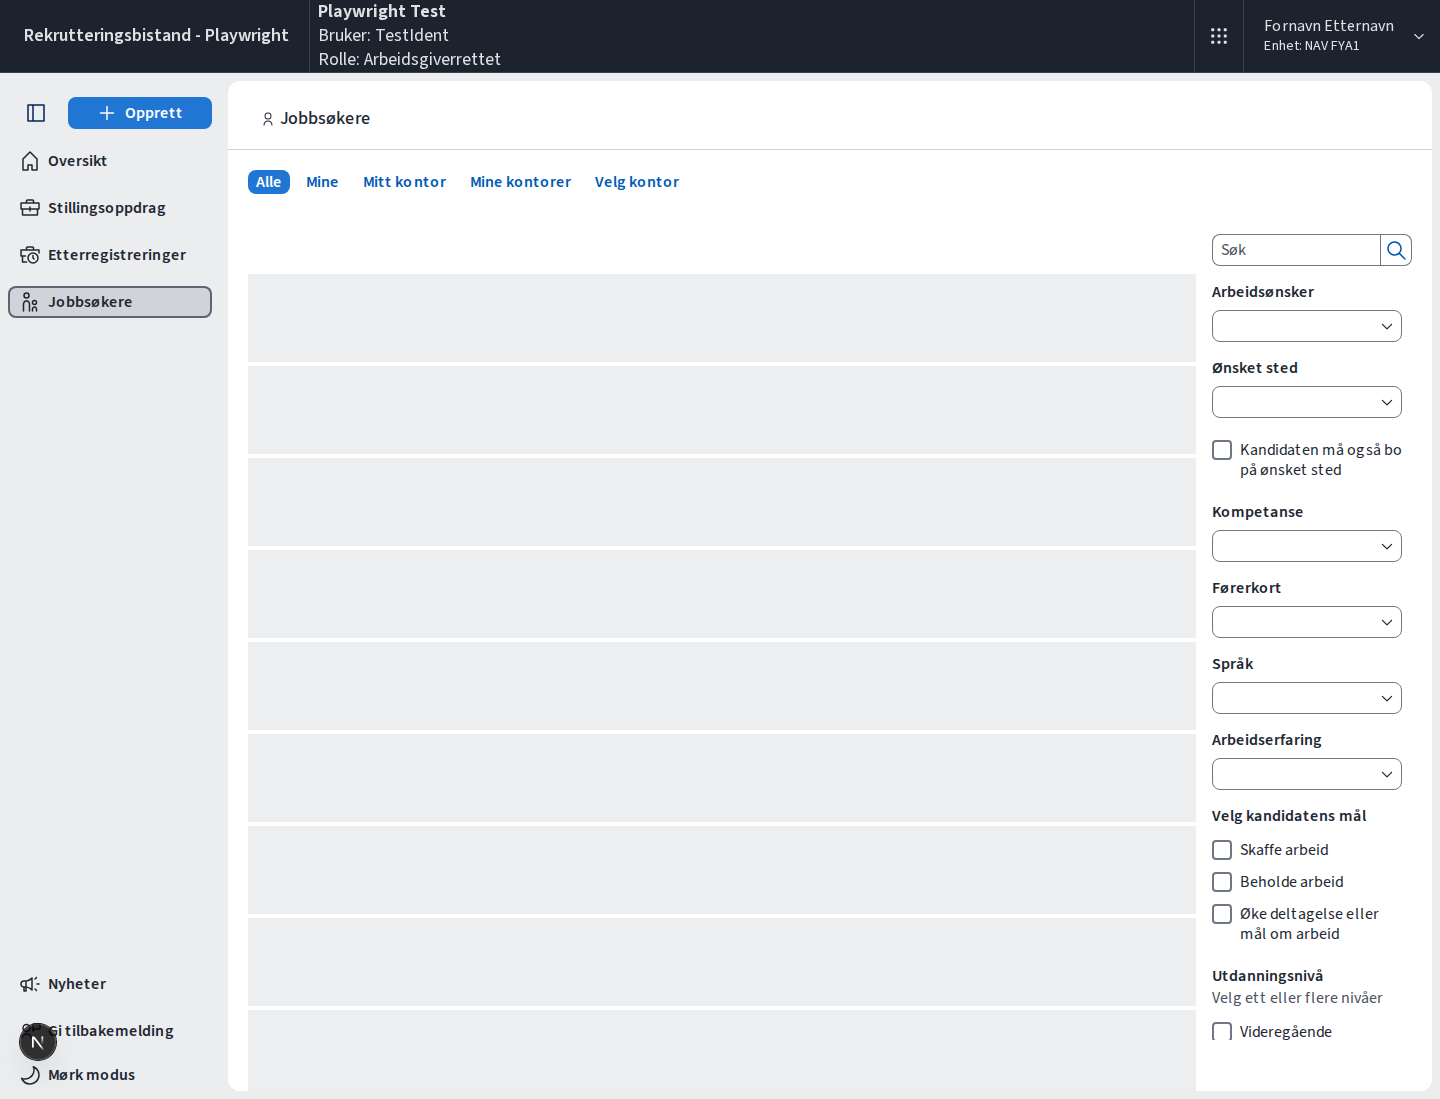 Rekrutteringsbistand - Playwright
Playwright Test
Bruker: TestIdent
Rolle: Arbeidsgiverrettet
Fornavn Etternavn
Enhet: NAV FYA1
Opprett
Oversikt
Stillingsoppdrag
Etterregistreringer
Jobbsøkere
Nyheter
Gi tilbakemelding
Mørk modus
Jobbsøkere
Alle
Mine
Mitt kontor
Mine kontorer
Velg kontor
Søk
Arbeidsønsker
Ønsket sted
Kandidaten må også bo
på ønsket sted
Kompetanse
Førerkort
Språk
Arbeidserfaring
Velg kandidatens mål
Skaffe arbeid
Beholde arbeid
Øke deltagelse eller
mål om arbeid
Utdanningsnivå
Velg ett eller flere nivåer
Videregående